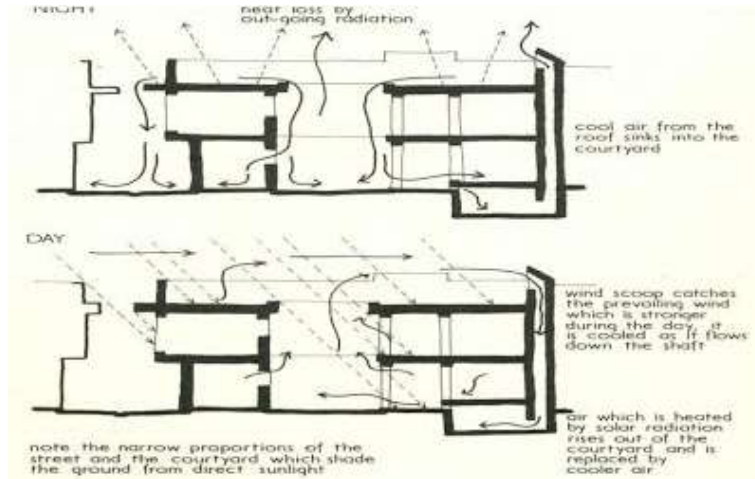 NIGHT
heat loss by
out-going radiation
cool air from the
roof sinks into the
courtyard
DAY
wind scoop catches
the prevailing wind
which is stronger
during the day, it
is cooled as it flows
down the shaft
note the narrow proportions of the
street and the courtyard which shade
the ground from direct sunlight
air which is heated
by solar radiation
rises out of the
courtyard and is
replaced by
cooler air